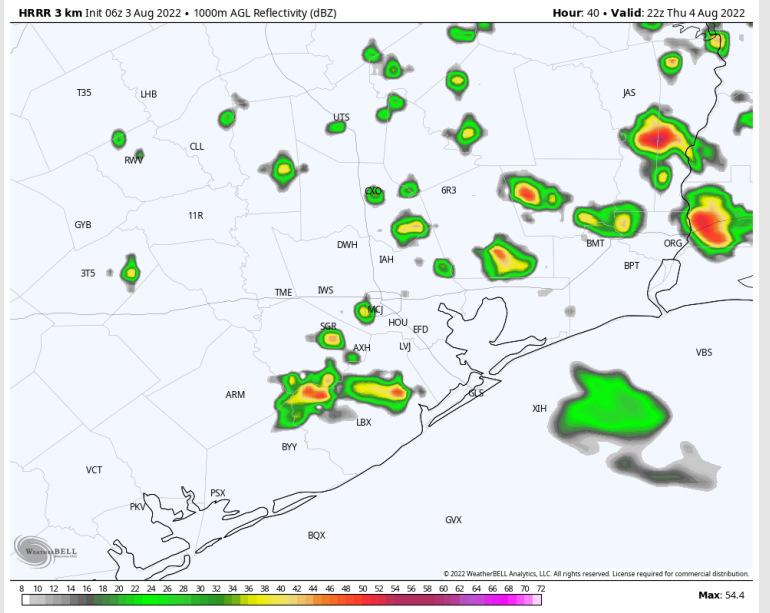 HRRR 3 km Init 06z 3 Aug 2022 • 1000m AGL Reflectivity (dBZ)
Hour: 40 • Valid: 22z Thu 4 Aug 2022
T35
LHB
JAS
UTS
RWV
CLL
CXO
6R3
11R
GYB
DWH
BMT
ORG
IAH
BPT
3T5
TME
IWS
MCJ
HOU
EFD
SGR
AXH
LVJ
VBS
ARM
GLS
XIH
LBX
BYY
VCT
PSX
PKV
GVX
BQX
WEATHERBELL
© 2022 WeatherBELL Analytics, LLC. All rights reserved. License required for commercial distribution.
8 10 12 14 16 18 20 22 24 26 28 30 32 34 36 38 40 42 44 46 48 50 52 54 56 58 60 62 64 66 68 70 72
Max: 54.4